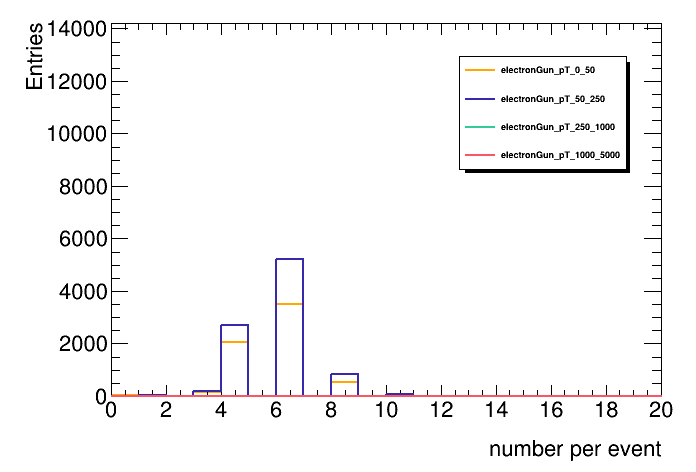 Entries
14000
12000
10000
8000
6000
4000
2000
0
electronGun_pT_0_50
electronGun_pT_50_250
electronGun_pT_250_1000
electronGun_pT_1000_5000
0 2 4 6 8 10 12 14 16 18 20
number per event